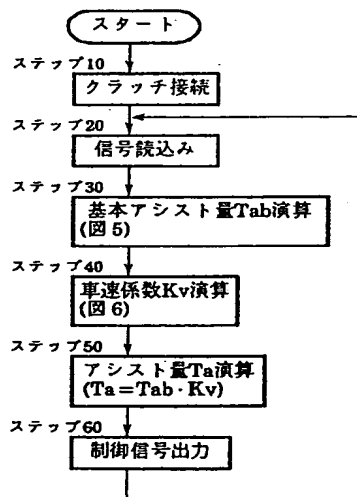 スタート
ステップ10
クラッチ接続
ステップ20
信号読込み
ステップ30
基本アシスト量Tab演算
(図5)
ステップ40
車速係数Kv演算
(図6)
ステップ50
アシスト量Ta演算
(Ta=Tab・Kv)
ステップ60
制御信号出力